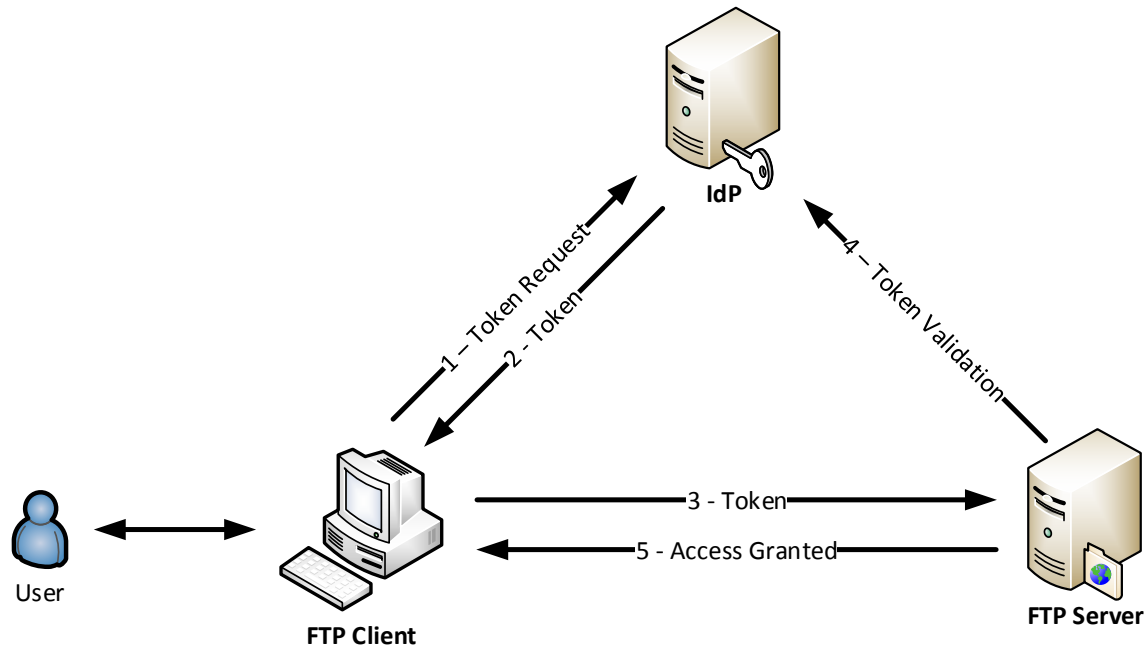 IdP
1 – Token Request
2 - Token
4 – Token Validation
3 - Token
5 - Access Granted
User
FTP Client
FTP Server